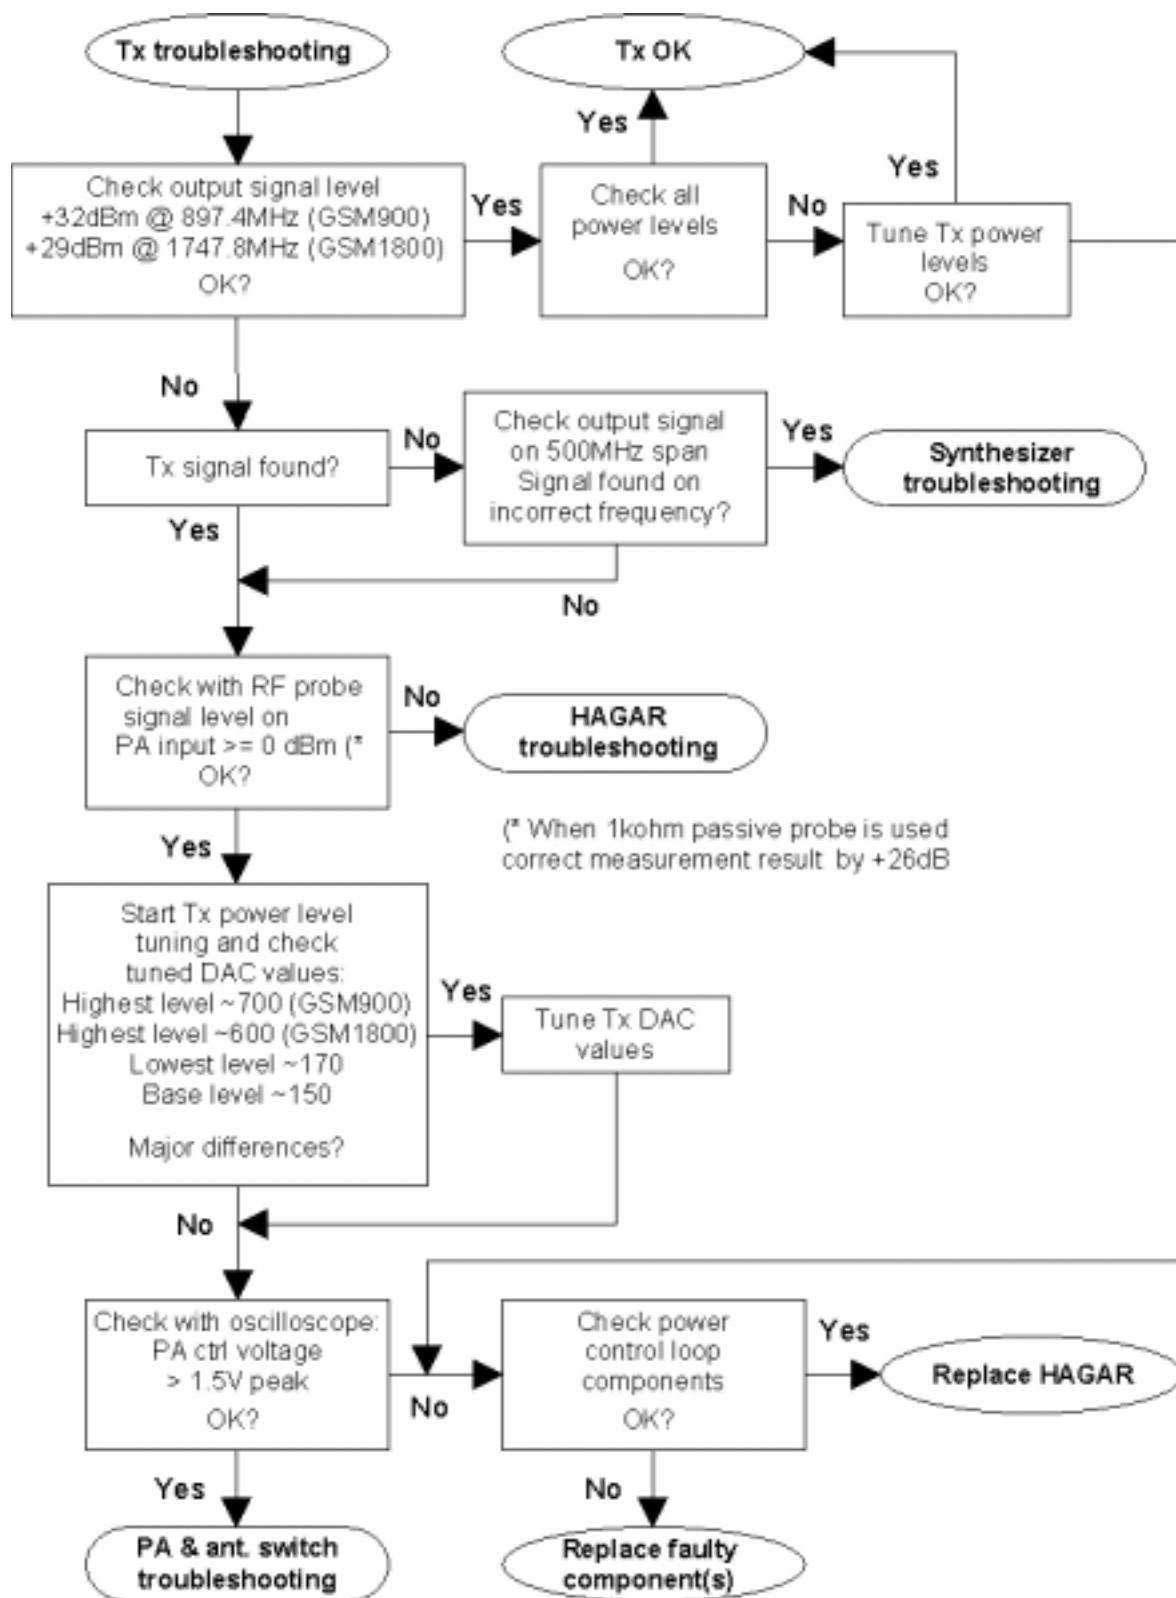 Tx troubleshooting
Tx OK
Yes
Yes
Check output signal level
+32dBm @ 897.4MHz (GSM900)
+29dBm @ 1747.8MHz (GSM1800)
OK?
Yes
Check all
power levels
OK?
No
Tune Tx power
levels
OK?
No
Tx signal found?
No
Check output signal
on 500MHz span
Signal found on
incorrect frequency?
Yes
Synthesizer
troubleshooting
Yes
No
Check with RF probe
signal level on
PA input >= 0 dBm (*
OK?
No
HAGAR
troubleshooting
Yes
(* When 1kohm passive probe is used
correct measurement result by +26dB
Start Tx power level
tuning and check
tuned DAC values:
Highest level ~700 (GSM900)
Highest level ~600 (GSM1800)
Lowest level ~170
Base level ~150
Major differences?
Yes
Tune Tx DAC
values
No
Check with oscilloscope:
PA ctrl voltage
> 1.5V peak
OK?
No
Check power
control loop
components
OK?
Yes
Replace HAGAR
Yes
No
PA & ant. switch
troubleshooting
Replace faulty
component(s)